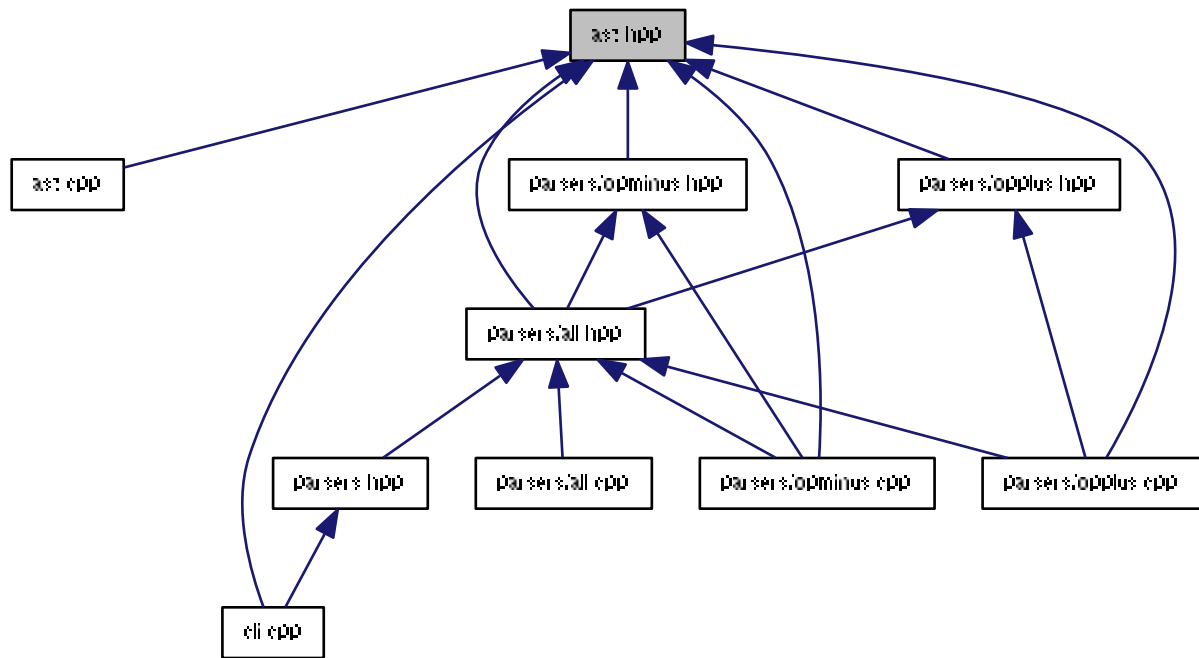 ast.hpp
ast.cpp
parsers/opminus.hpp
parsers/opplus.hpp
parsers/all.hpp
parsers.hpp
parsers/all.cpp
parsers/opminus.cpp
parsers/opplus.cpp
cli.cpp